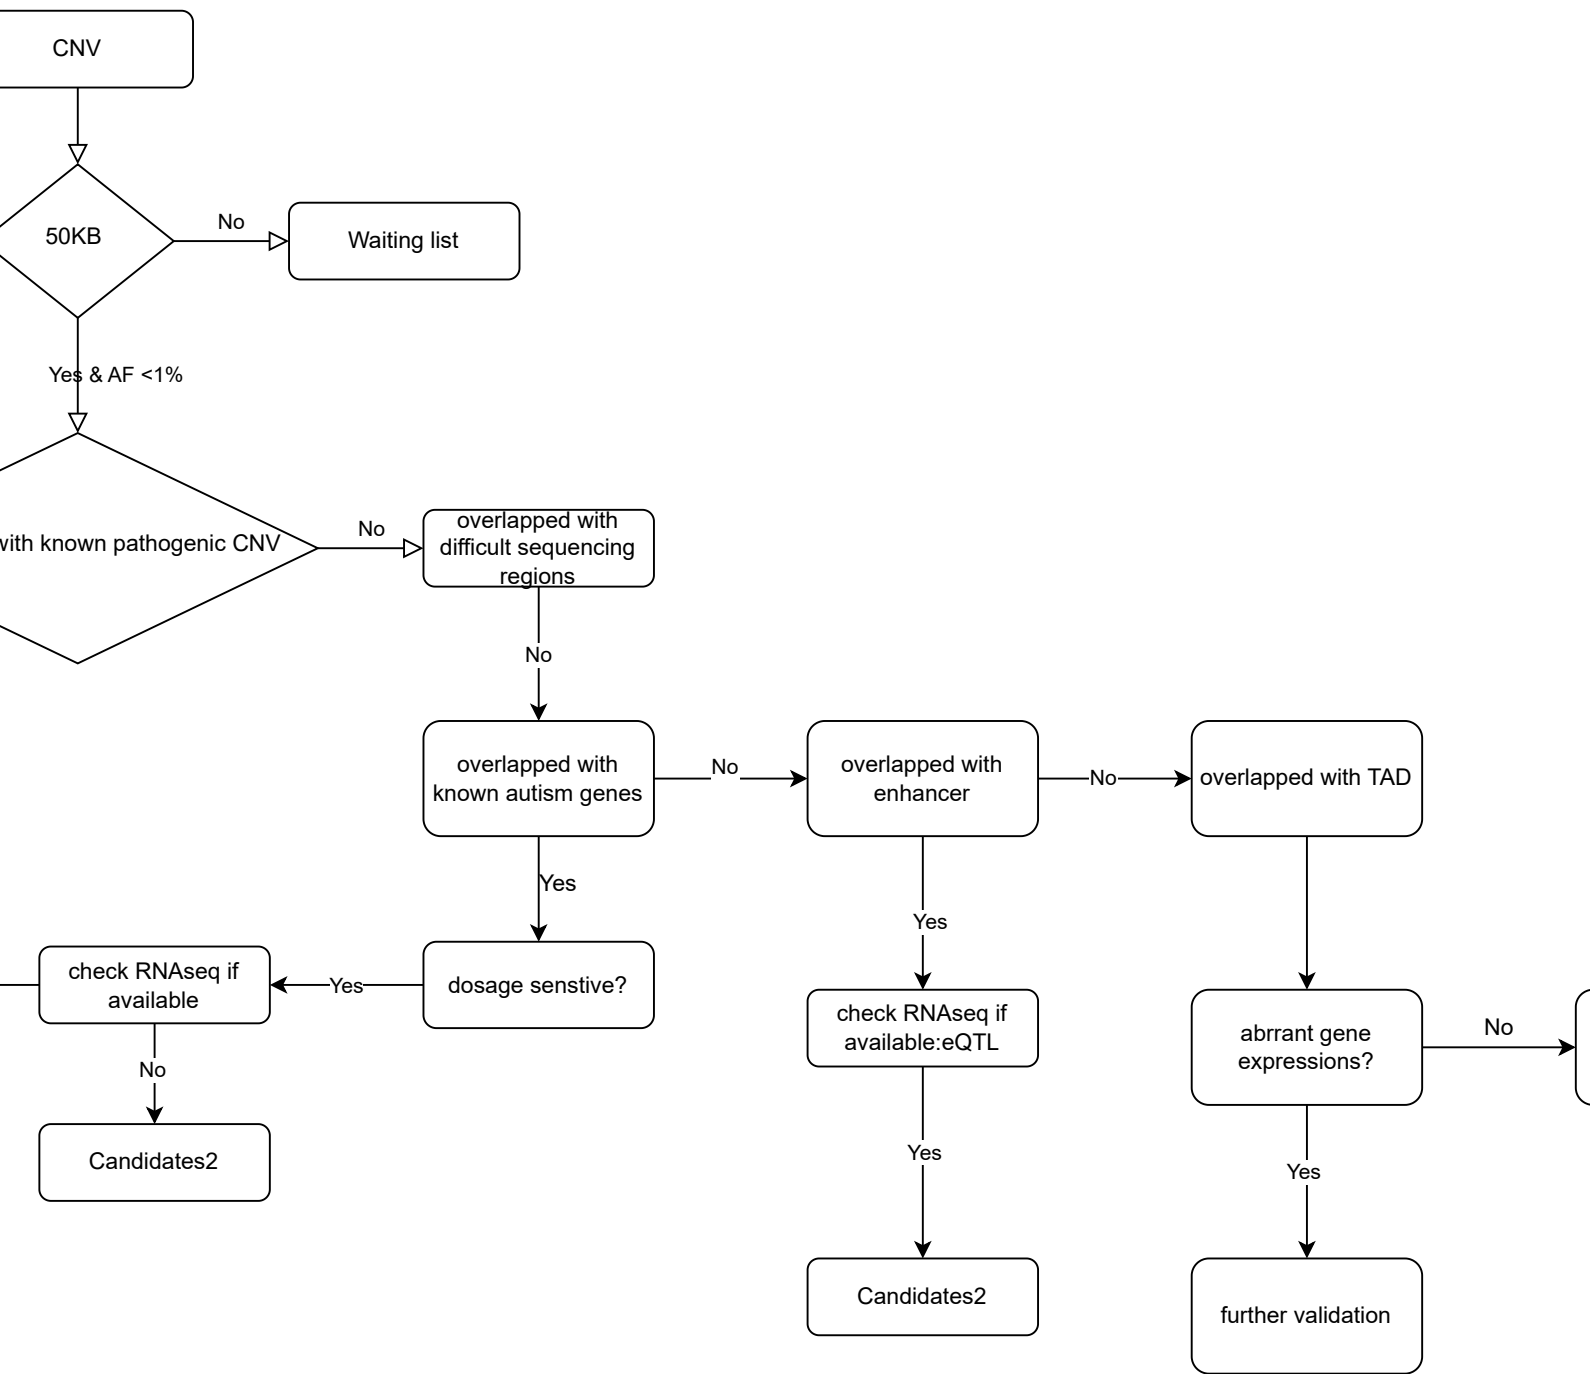 CNV
50KB
No
Waiting list
Yes & AF <1%
with known pathogenic CNV
No
overlapped with
difficult sequencing
regions
No
overlapped with
known autism genes
No
overlapped with
enhancer
No
overlapped with TAD
Yes
dosage senstive?
Yes
check RNAseq if
available
No
Candidates2
Yes
check RNAseq if
available:eQTL
Yes
Candidates2
abrrant gene
expressions?
No
Yes
further validation